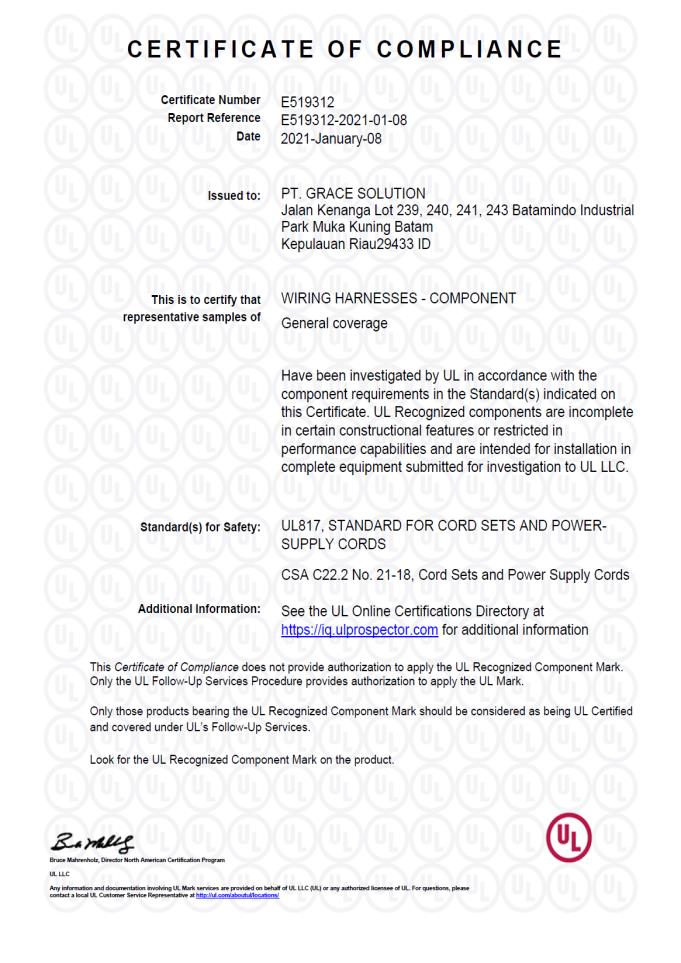 CERTIFICATE OF COMPLIANCE
Certificate Number E519312
Report Reference E519312-2021-01-08
Date 2021-January-08
Issued to: PT. GRACE SOLUTION
Jalan Kenanga Lot 239, 240, 241, 243 Batamindo Industrial
Park Muka Kuning Batam
Kepulauan Riau29433 ID
This is to certify that WIRING HARNESSES - COMPONENT
representative samples of General coverage
Have been investigated by UL in accordance with the
component requirements in the Standard(s) indicated on
this Certificate. UL Recognized components are incomplete
in certain constructional features or restricted in
performance capabilities and are intended for installation in
complete equipment submitted for investigation to UL LLC.
Standard(s) for Safety: UL817, STANDARD FOR CORD SETS AND POWER-
SUPPLY CORDS
CSA C22.2 No. 21-18, Cord Sets and Power Supply Cords
Additional Information: See the UL Online Certifications Directory at
https://iq.ulprospector.com for additional information
This Certificate of Compliance does not provide authorization to apply the UL Recognized Component Mark.
Only the UL Follow-Up Services Procedure provides authorization to apply the UL Mark.
Only those products bearing the UL Recognized Component Mark should be considered as being UL Certified
and covered under UL's Follow-Up Services.
Look for the UL Recognized Component Mark on the product.
UL
Bruce Mahrenholz, Director North American Certification Program
UL LLC
Any information and documentation involving UL Mark services are provided on behalf of UL LLC (UL) or any authorized licensee of UL. For questions, please
contact a local UL Customer Service Representative at http://ul.com/aboutul/locations/